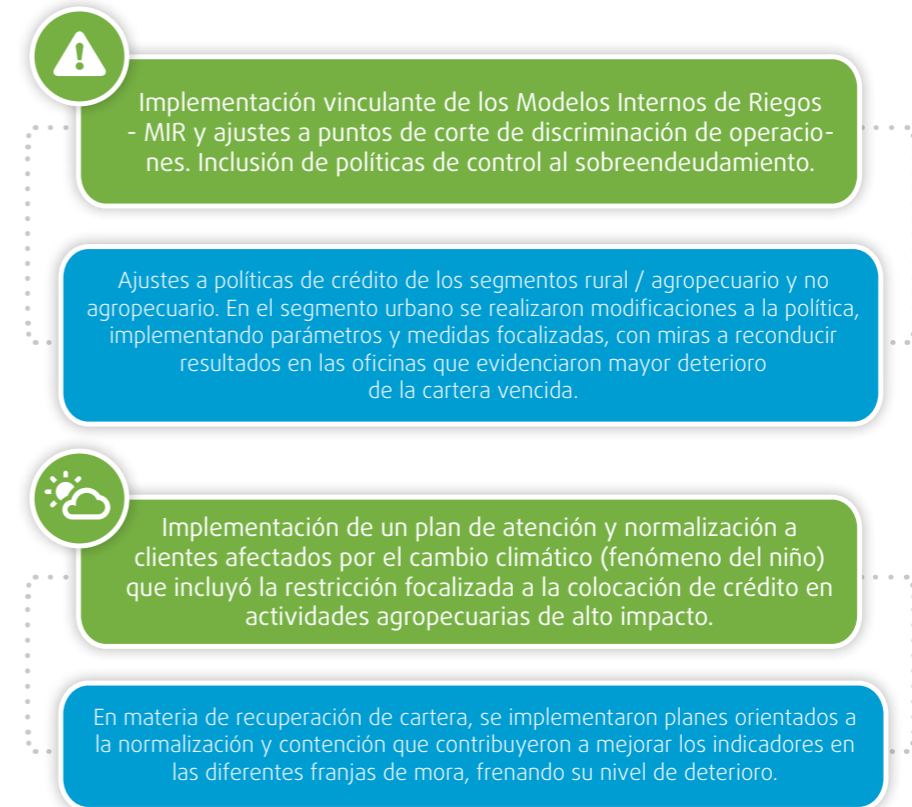 Implementación vinculante de los Modelos Internos de Riegos
- MIR y ajustes a puntos de corte de discriminación de operacio-
nes. Inclusión de políticas de control al sobreendeudamiento.
Ajustes a políticas de crédito de los segmentos rural / agropecuario y no
agropecuario. En el segmento urbano se realizaron modificaciones a la política,
implementando parámetros y medidas focalizadas, con miras a reconducir
resultados en las oficinas que evidenciaron mayor deterioro
de la cartera vencida.
Implementación de un plan de atención y normalización a
clientes afectados por el cambio climático (fenómeno del niño)
que incluyó la restricción focalizada a la colocación de crédito en
actividades agropecuarias de alto impacto.
En materia de recuperación de cartera, se implementaron planes orientados a
la normalización y contención que contribuyeron a mejorar los indicadores en
las diferentes franjas de mora, frenando su nivel de deterioro.